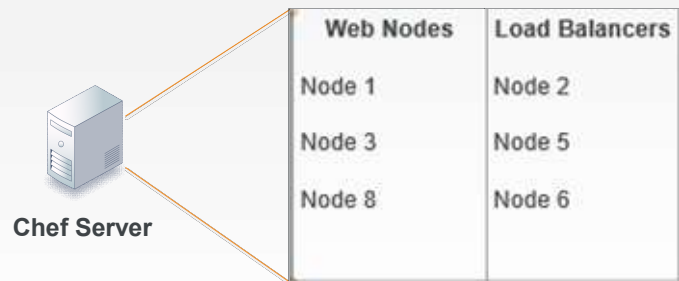 Web Nodes Load Balancers
Node 1 Node 2
Node 3 Node 5
Node 8 Node 6
Chef Server